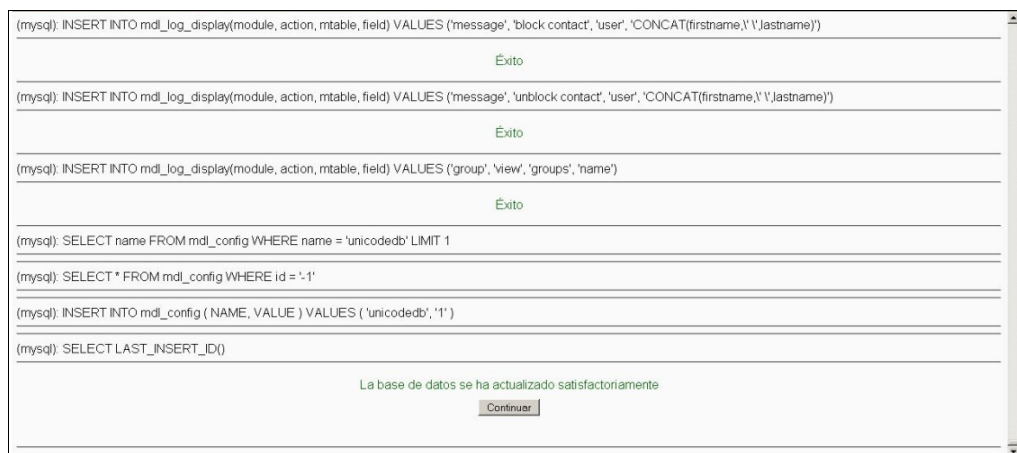 (mysql): INSERT INTO mdl_log_display(module, action, mtable, field) VALUES ('message', 'block contact', 'user', 'CONCAT(firstname,\' \',lastname)')
Éxito
(mysql): INSERT INTO mdl_log_display(module, action, mtable, field) VALUES ('message', 'unblock contact', 'user', 'CONCAT(firstname,\' \',lastname)')
Éxito
(mysql): INSERT INTO mdl_log_display(module, action, mtable, field) VALUES ('group', 'view', 'groups', 'name')
Éxito
(mysql): SELECT name FROM mdl_config WHERE name = 'unicodedb' LIMIT 1
(mysql): SELECT * FROM mdl_config WHERE id = '-1'
(mysql): INSERT INTO mdl_config ( NAME, VALUE ) VALUES ( 'unicodedb', '1' )
(mysql): SELECT LAST_INSERT_ID()
La base de datos se ha actualizado satisfactoriamente
Continuar